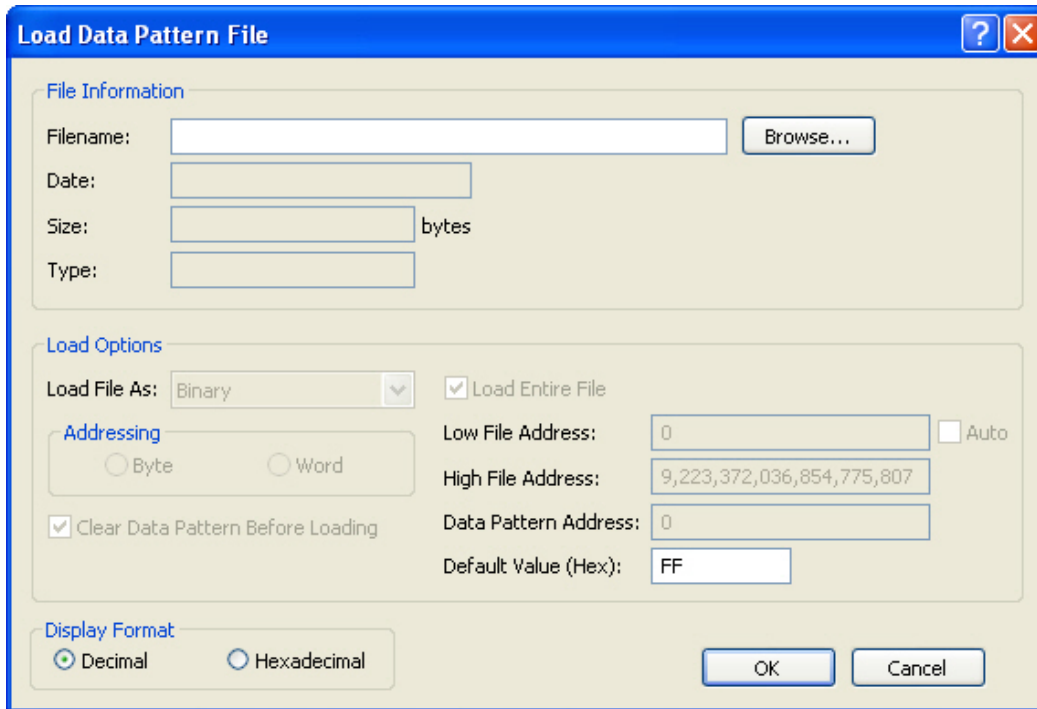 Load Data Pattern File
File Information
Filename:
Browse...
Date:
Size:
bytes
Type:
Load Options
Load File As: Binary
Load Entire File
Addressing
Byte Word
Low File Address: 0 Auto
High File Address: 9,223,372,036,854,775,807
Clear Data Pattern Before Loading
Data Pattern Address: 0
Default Value (Hex): FF
Display Format
Decimal Hexadecimal
OK Cancel